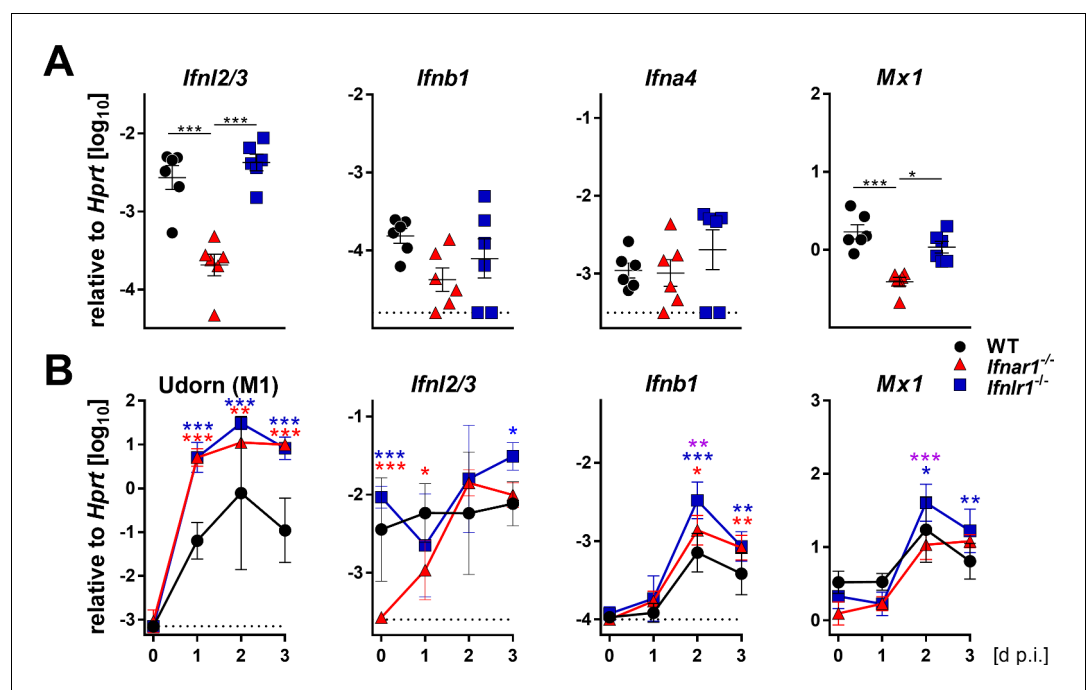 A
Ifnl2/3 Ifnb1 Ifna4 Mx1
relative to Hprt [log10]
-2 -3 -4
*** ***
-2 -4
-1 -3
2 1 0
*** *
WT
Ifnar1-/-
Ifnlr1-/-
B
Udorn (M1) Ifnl2/3 Ifnb1 Mx1
relative to Hprt [log10]
2 1 0 -1 -2 -3
*** *** *** ** *** ***
-1 -2 -3
*** *** * *
-2 -3 -4
** *** * ** **
3 2 1 0
*** * **
0 1 2 3 0 1 2 3 0 1 2 3 0 1 2 3 [d p.i.]